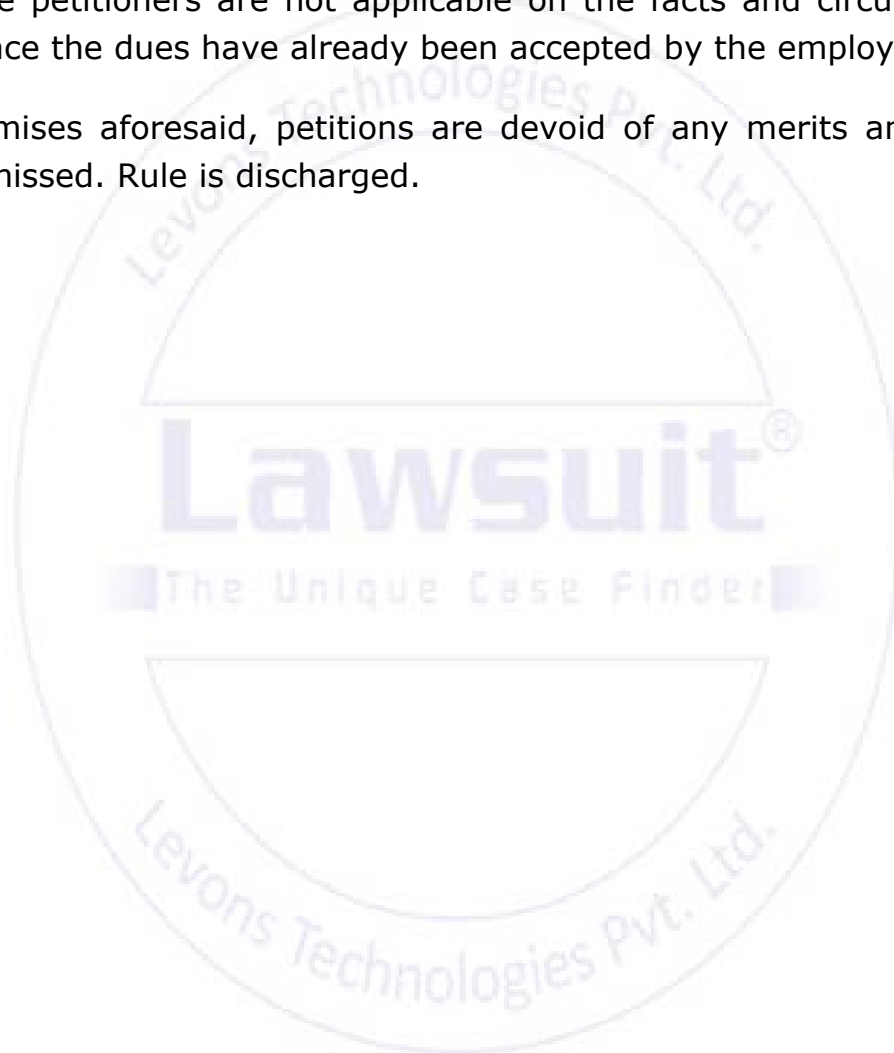 e petitioners are not applicable on the facts and circu
nce the dues have already been accepted by the employ
mises aforesaid, petitions are devoid of any merits an
nissed. Rule is discharged.
Levons Technologies Pvt. Ltd.
Lawsuit®
The Unique Case Finder
Levons Technologies Pvt. Ltd.